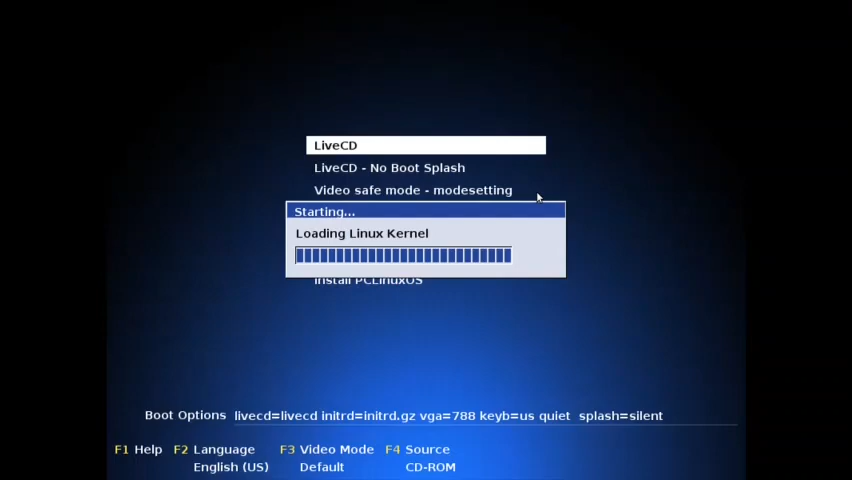 LiveCD
LiveCD - No Boot Splash
Video safe mode - modesetting
Starting...
Loading Linux Kernel
Install PCLinuxOS
Boot Options livecd=livecd initrd=initrd.gz vga=788 keyb=us quiet splash=silent
F1 Help F2 Language F3 Video Mode F4 Source
English (US) Default CD-ROM